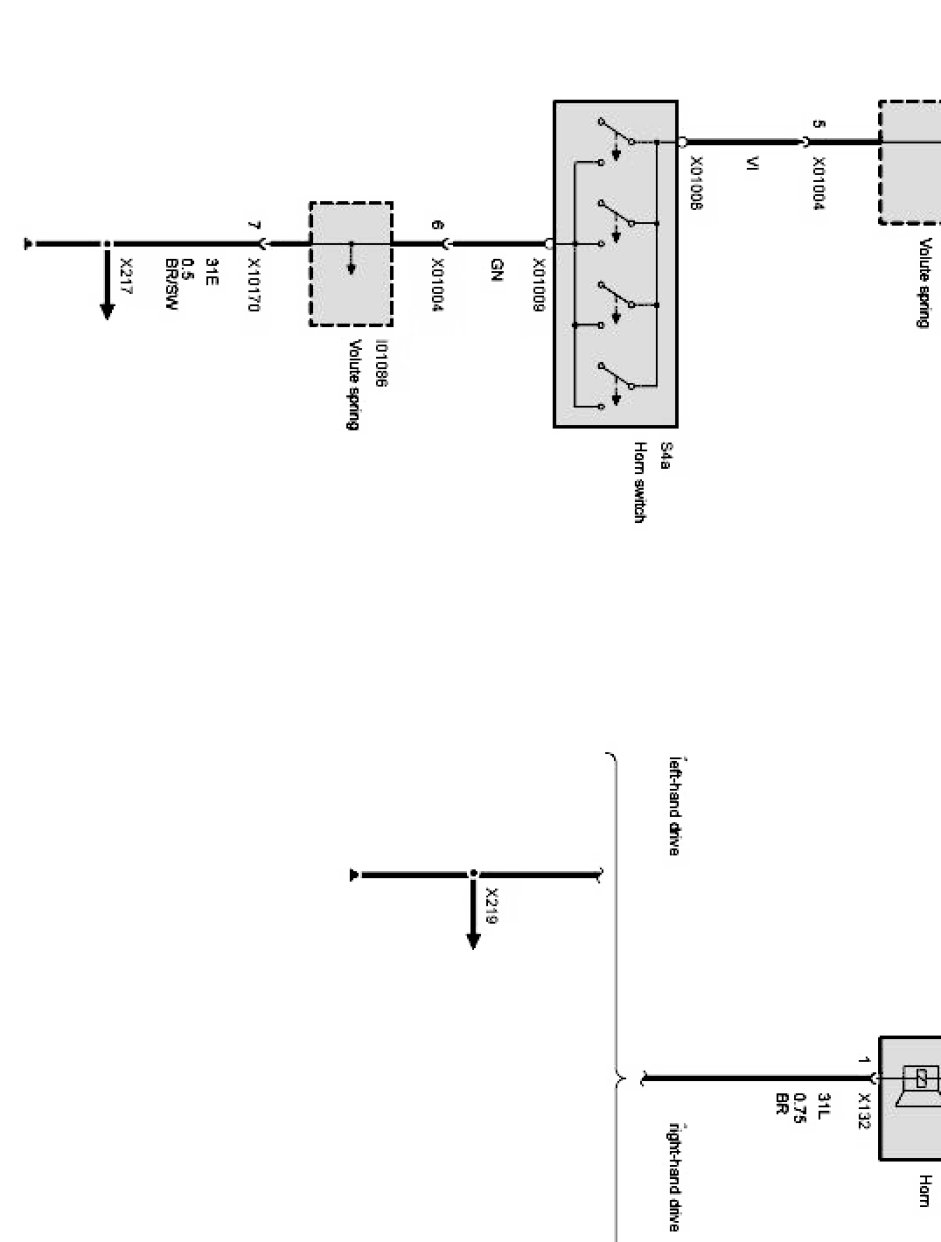 5
X01004
Volute spring
VI
X01008
S4a
Horn switch
X01009
GN
6
X01004
I01086
Volute spring
7
X10170
31E
0.5
BR/SW
X217
left-hand drive
X219
Horn
1
X132
31L
0.75
BR
right-hand drive